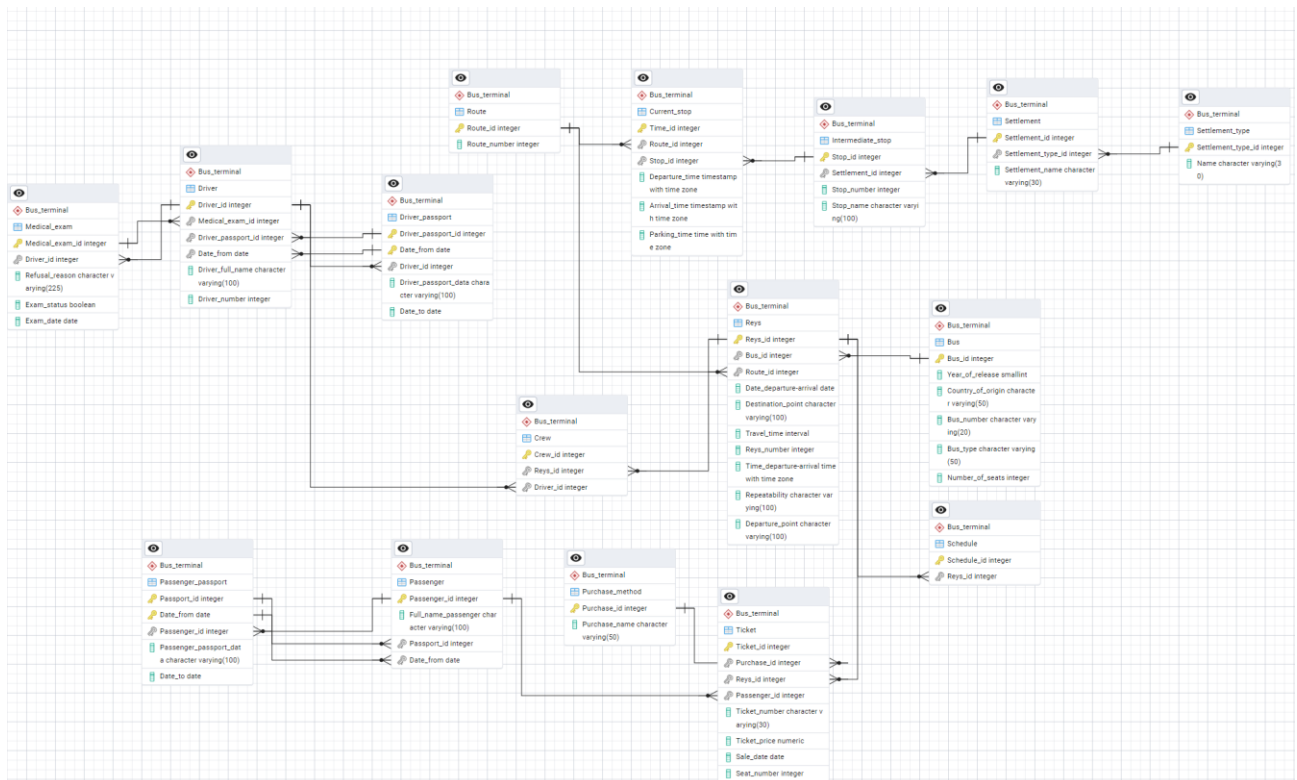 Bus_terminal
Route
Route_id integer
Route_number integer
Bus_terminal
Current_stop
Time_id integer
Route_id integer
Stop_id integer
Departure_time timestamp
with time zone
Arrival_time timestamp wit
h time zone
Parking_time time with tim
e zone
Bus_terminal
Intermediate_stop
Stop_id integer
Settlement_id integer
Stop_number integer
Stop_name character varyi
ng(100)
Bus_terminal
Settlement
Settlement_id integer
Settlement_type_id integer
Settlement_name character
varying(30)
Bus_terminal
Settlement_type
Settlement_type_id integer
Name character varying(3
0)
Bus_terminal
Medical_exam
Medical_exam_id integer
Driver_id integer
Refusal_reason character v
arying(225)
Exam_status boolean
Exam_date date
Bus_terminal
Driver
Driver_id integer
Medical_exam_id integer
Driver_passport_id integer
Date_from date
Driver_full_name character
varying(100)
Driver_number integer
Bus_terminal
Driver_passport
Driver_passport_id integer
Date_from date
Driver_id integer
Driver_passport_data chara
cter varying(100)
Date_to date
Bus_terminal
Reys
Reys_id integer
Bus_id integer
Route_id integer
Date_departure-arrival date
Destination_point character
varying(100)
Travel_time interval
Reys_number integer
Time_departure-arrival time
with time zone
Repeatability character var
ying(100)
Departure_point character
varying(100)
Bus_terminal
Bus
Bus_id integer
Year_of_release smallint
Country_of_origin characte
r varying(50)
Bus_number character vary
ing(20)
Bus_type character varying
(50)
Number_of_seats integer
Bus_terminal
Crew
Crew_id integer
Reys_id integer
Driver_id integer
Bus_terminal
Schedule
Schedule_id integer
Reys_id integer
Bus_terminal
Passenger_passport
Passport_id integer
Date_from date
Passenger_id integer
Passenger_passport_dat
a character varying(100)
Date_to date
Bus_terminal
Passenger
Passenger_id integer
Full_name_passenger char
acter varying(100)
Passport_id integer
Date_from date
Bus_terminal
Purchase_method
Purchase_id integer
Purchase_name character
varying(50)
Bus_terminal
Ticket
Ticket_id integer
Purchase_id integer
Reys_id integer
Passenger_id integer
Ticket_number character v
arying(30)
Ticket_price numeric
Sale_date date
Seat_number integer